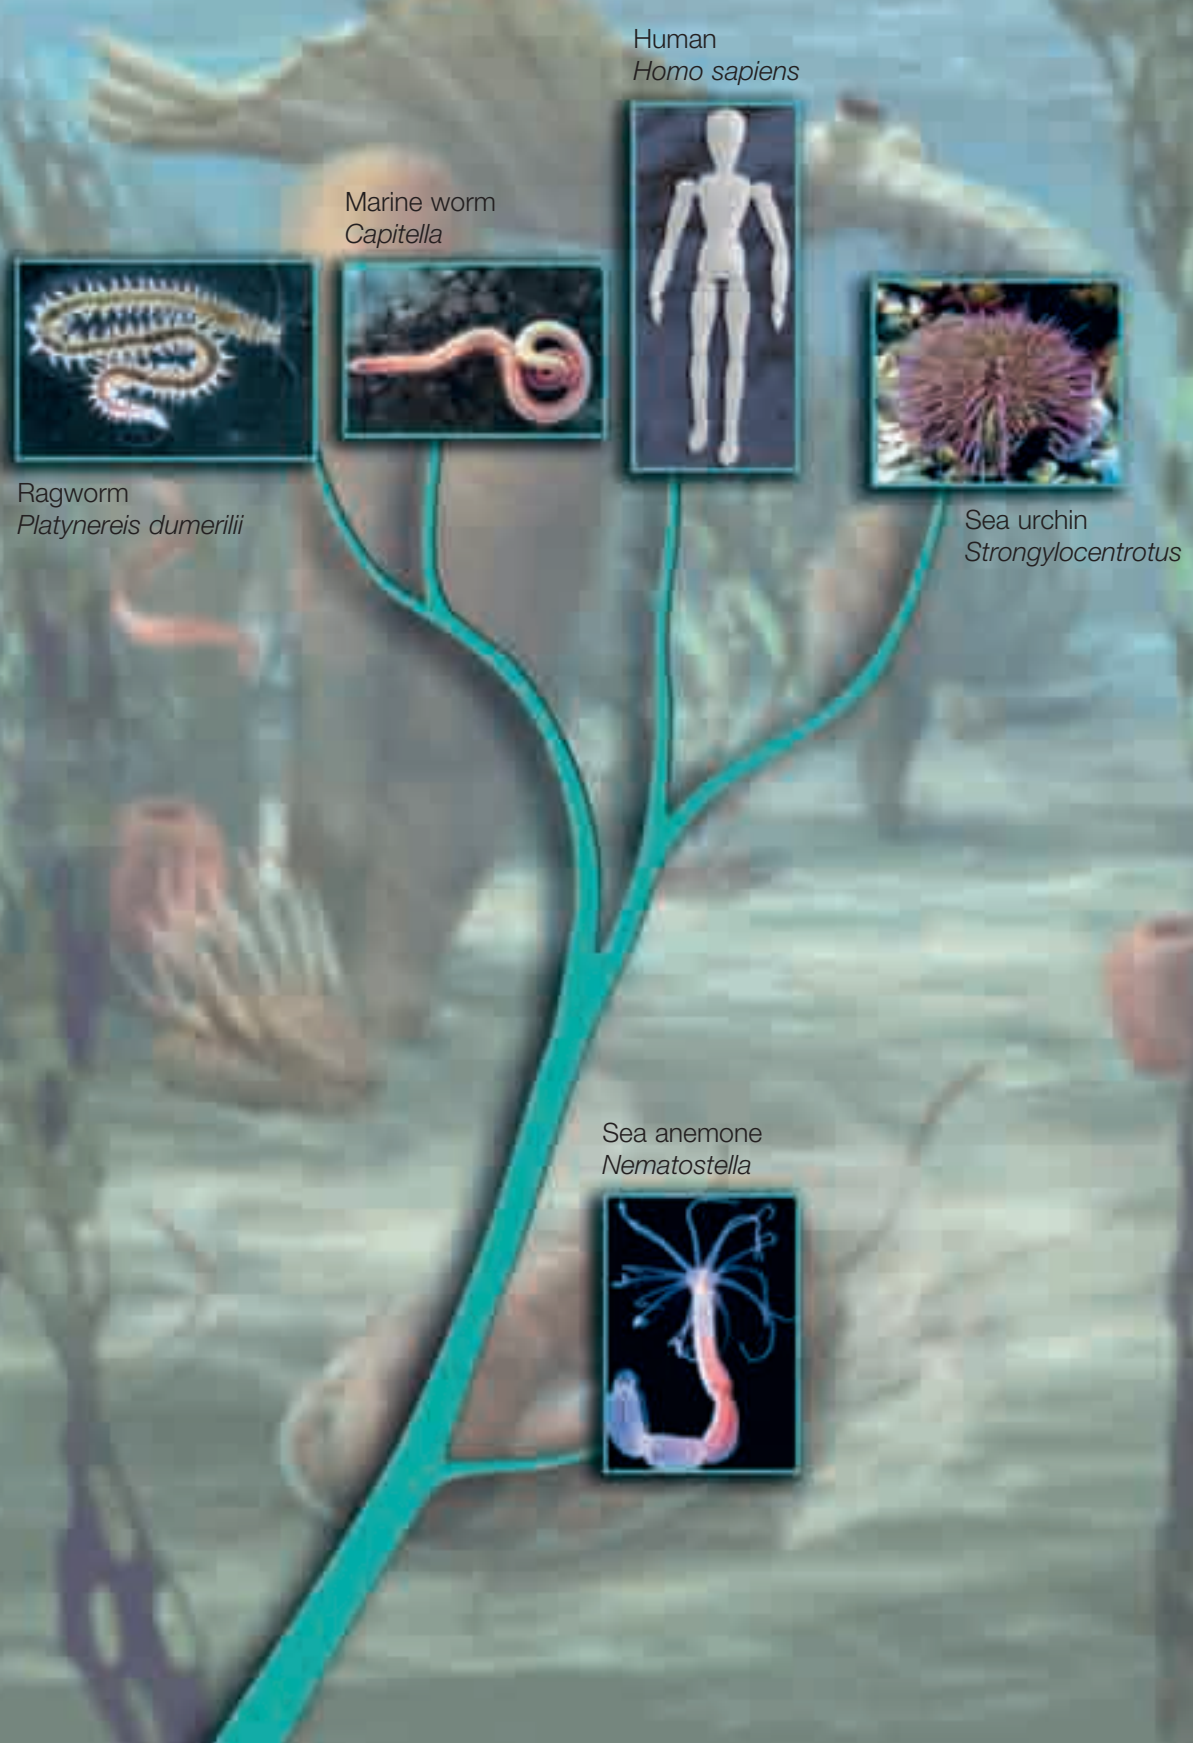 Human
Homo sapiens
Marine worm
Capitella
Ragworm
Platynereis dumerilii
Sea urchin
Strongylocentrotus
Sea anemone
Nematostella